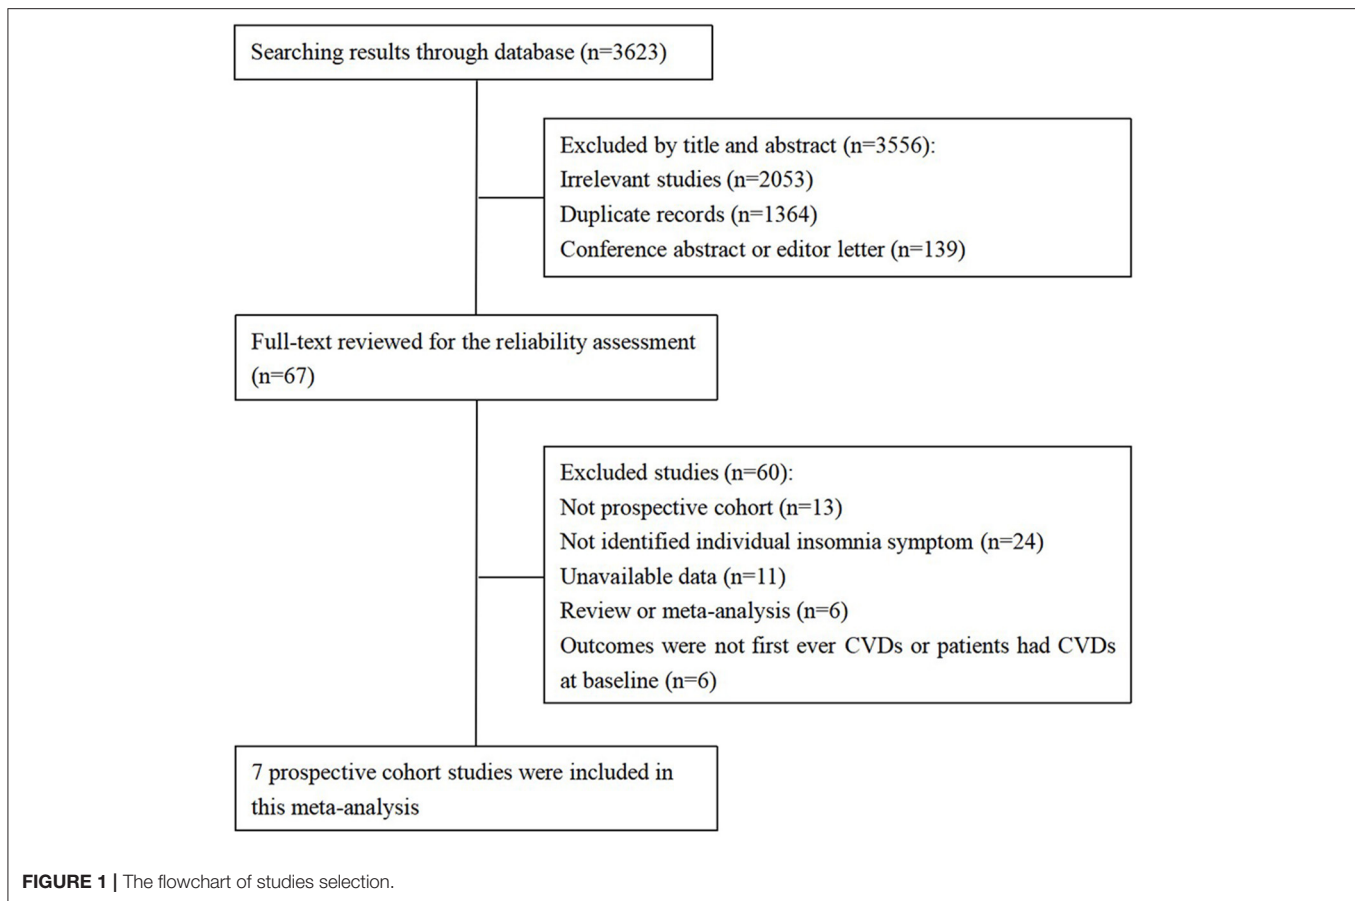 Searching results through database (n=3623)
Excluded by title and abstract (n=3556):
Irrelevant studies (n=2053)
Duplicate records (n=1364)
Conference abstract or editor letter (n=139)
Full-text reviewed for the reliability assessment
(n=67)
Excluded studies (n=60):
Not prospective cohort (n=13)
Not identified individual insomnia symptom (n=24)
Unavailable data (n=11)
Review or meta-analysis (n=6)
Outcomes were not first ever CVDs or patients had CVDs
at baseline (n=6)
7 prospective cohort studies were included in
this meta-analysis
FIGURE 1 | The flowchart of studies selection.